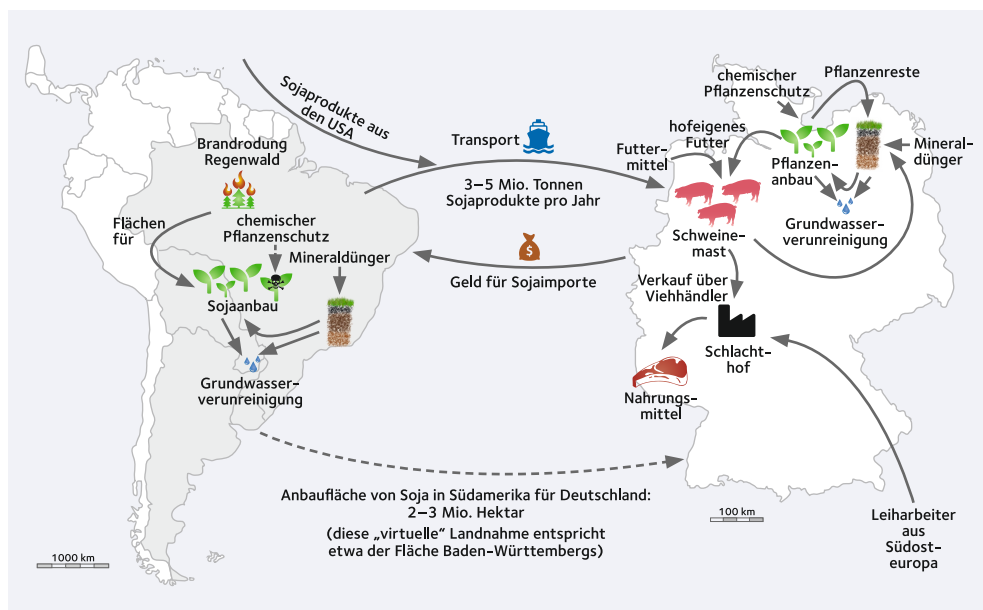 Sojaprodukte aus
den USA
Brandrodung
Regenwald
Flächen
für
chemischer
Pflanzenschutz
Mineraldünger
Sojaanbau
Grundwasser-
verunreinigung
1000 km
Transport
3–5 Mio. Tonnen
Sojaprodukte pro Jahr
$
Geld für Sojaimporte
Anbaufläche von Soja in Südamerika für Deutschland:
2–3 Mio. Hektar
(diese „virtuelle“ Landnahme entspricht
etwa der Fläche Baden-Württembergs)
chemischer
Pflanzenschutz
Pflanzenreste
hofeigenes
Futter
Futter-
mittel
Pflanzen-
anbau
Mineral-
dünger
Grundwasser-
verunreinigung
Schweine-
mast
Verkauf über
Viehhändler
Schlacht-
hof
Nahrungs-
mittel
100 km
Leiharbeiter
aus
Südost-
europa